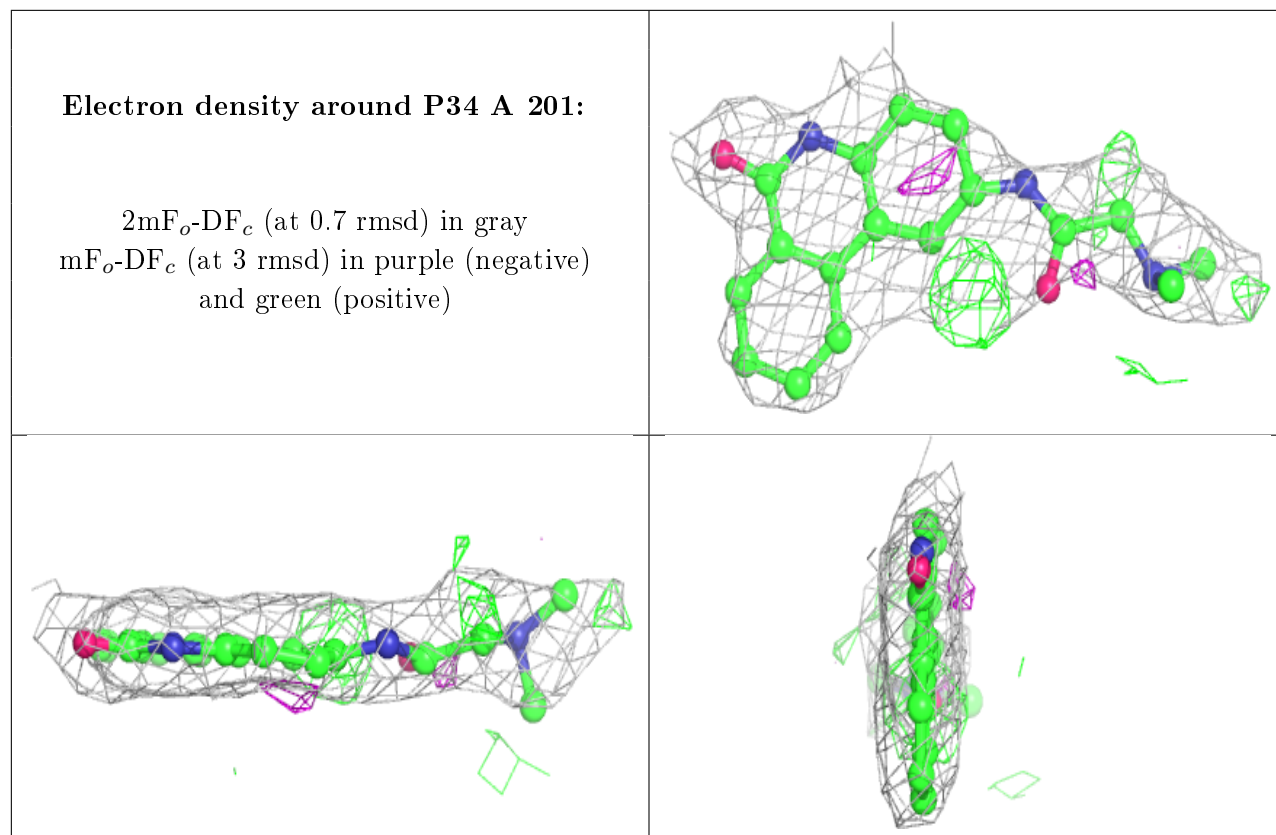 Electron density around P34 A 201:
2mFₒ-DF𝒸 (at 0.7 rmsd) in gray
mFₒ-DF𝒸 (at 3 rmsd) in purple (negative)
and green (positive)